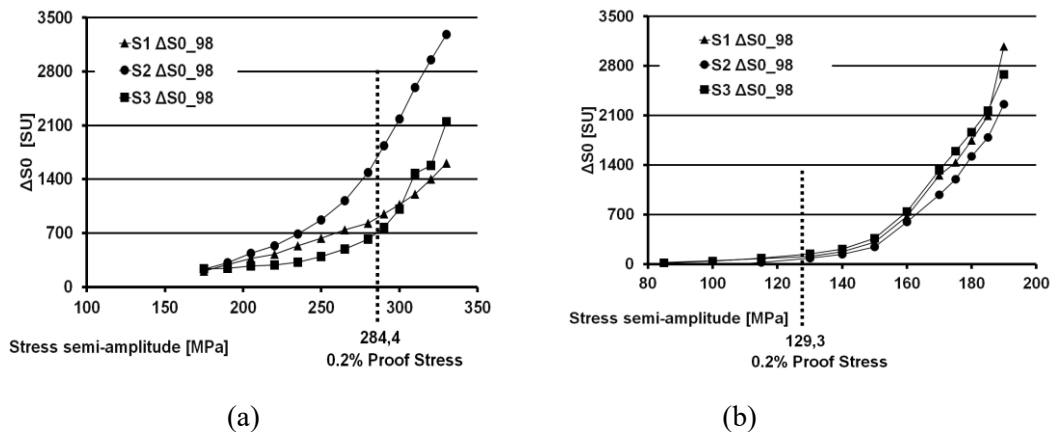 3500
2800
2100
1400
700
0
ΔS0 [SU]
S1 ΔS0_98
S2 ΔS0_98
S3 ΔS0_98
100 150 200 250 300 350
Stress semi-amplitude [MPa]
284,4
0.2% Proof Stress
(a)
3500
2800
2100
1400
700
0
ΔS0 [SU]
S1 ΔS0_98
S2 ΔS0_98
S3 ΔS0_98
80 100 120 140 160 180 200
Stress semi-amplitude [MPa]
129,3
0.2% Proof Stress
(b)